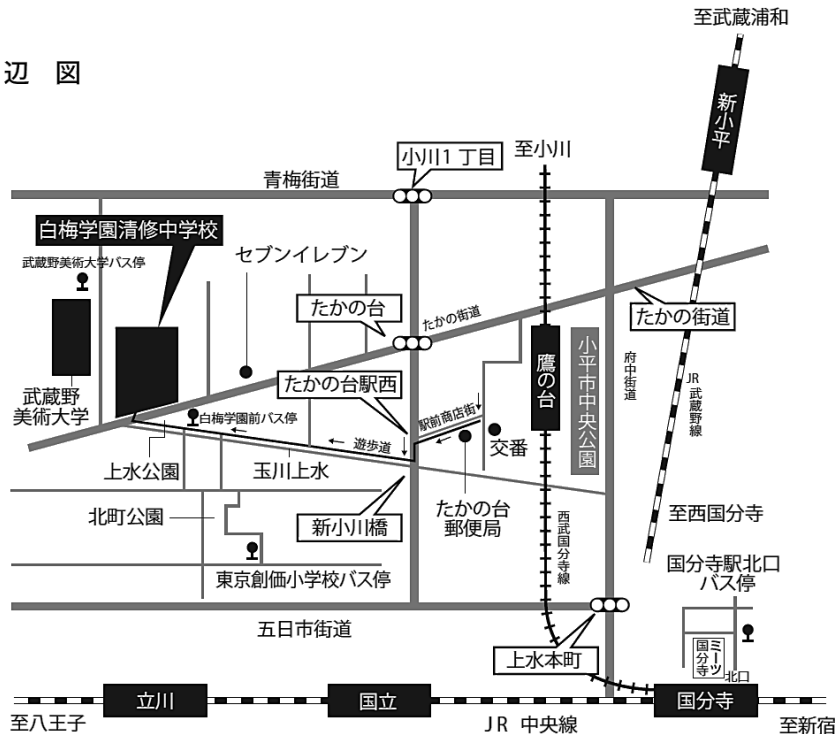 至武蔵浦和
辺 図
新小平
小川1 丁目
至小川
青梅街道
白梅学園清修中学校
セブンイレブン
武蔵野美術大学バス停
たかの台
たかの街道
たかの街道
鷹の台
小平市中央公園
府中街道
JR 武蔵野線
たかの台駅西
駅前商店街
武蔵野
美術大学
白梅学園前バス停
遊歩道
交番
上水公園
玉川上水
たかの台
郵便局
北町公園
新小川橋
西武国分寺線
至西国分寺
国分寺駅北口
バス停
東京創価小学校バス停
五日市街道
上水本町
ミーツ
国分寺
北口
立川
国立
国分寺
至八王子
JR 中央線
至新宿